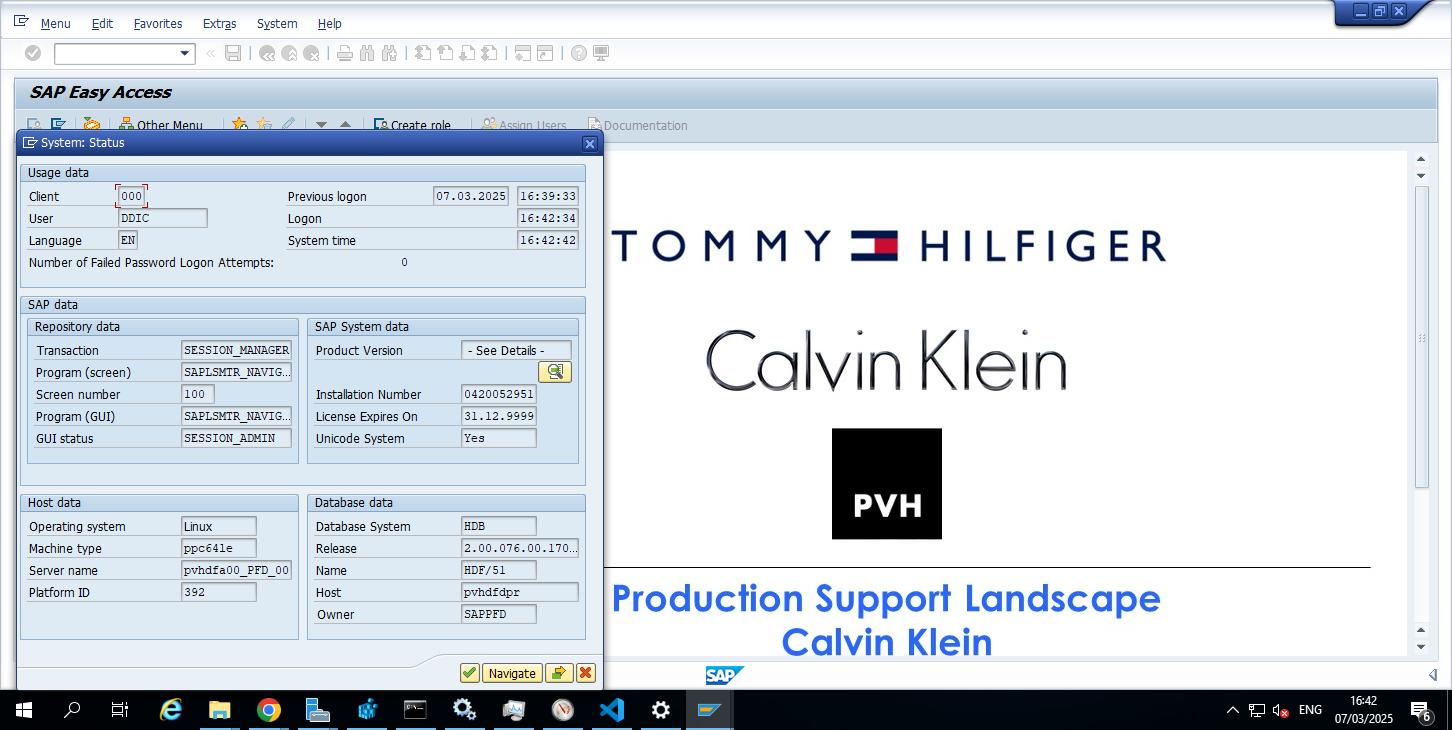 Menu Edit Favorites Extras System Help
SAP Easy Access
Other Menu Create role Assign Users Documentation
System: Status
Usage data
Client 000 Previous logon 07.03.2025 16:39:33
User DDIC Logon 16:42:34
Language EN System time 16:42:42
Number of Failed Password Logon Attempts: 0
SAP data
Repository data
Transaction SESSION_MANAGER
Program (screen) SAPLSMTR_NAVIG..
Screen number 100
Program (GUI) SAPLSMTR_NAVIG..
GUI status SESSION_ADMIN
SAP System data
Product Version - See Details -
Installation Number 0420052951
License Expires On 31.12.9999
Unicode System Yes
Host data
Operating system Linux
Machine type ppc64le
Server name pvhdfa00_PFD_00
Platform ID 392
Database data
Database System HDB
Release 2.00.076.00.170..
Name HDF/51
Host pvhdfdpr
Owner SAPPFD
Navigate
TOMMY HILFIGER
Calvin Klein
PVH
Production Support Landscape
Calvin Klein
SAP
ENG
16:42
07/03/2025
6